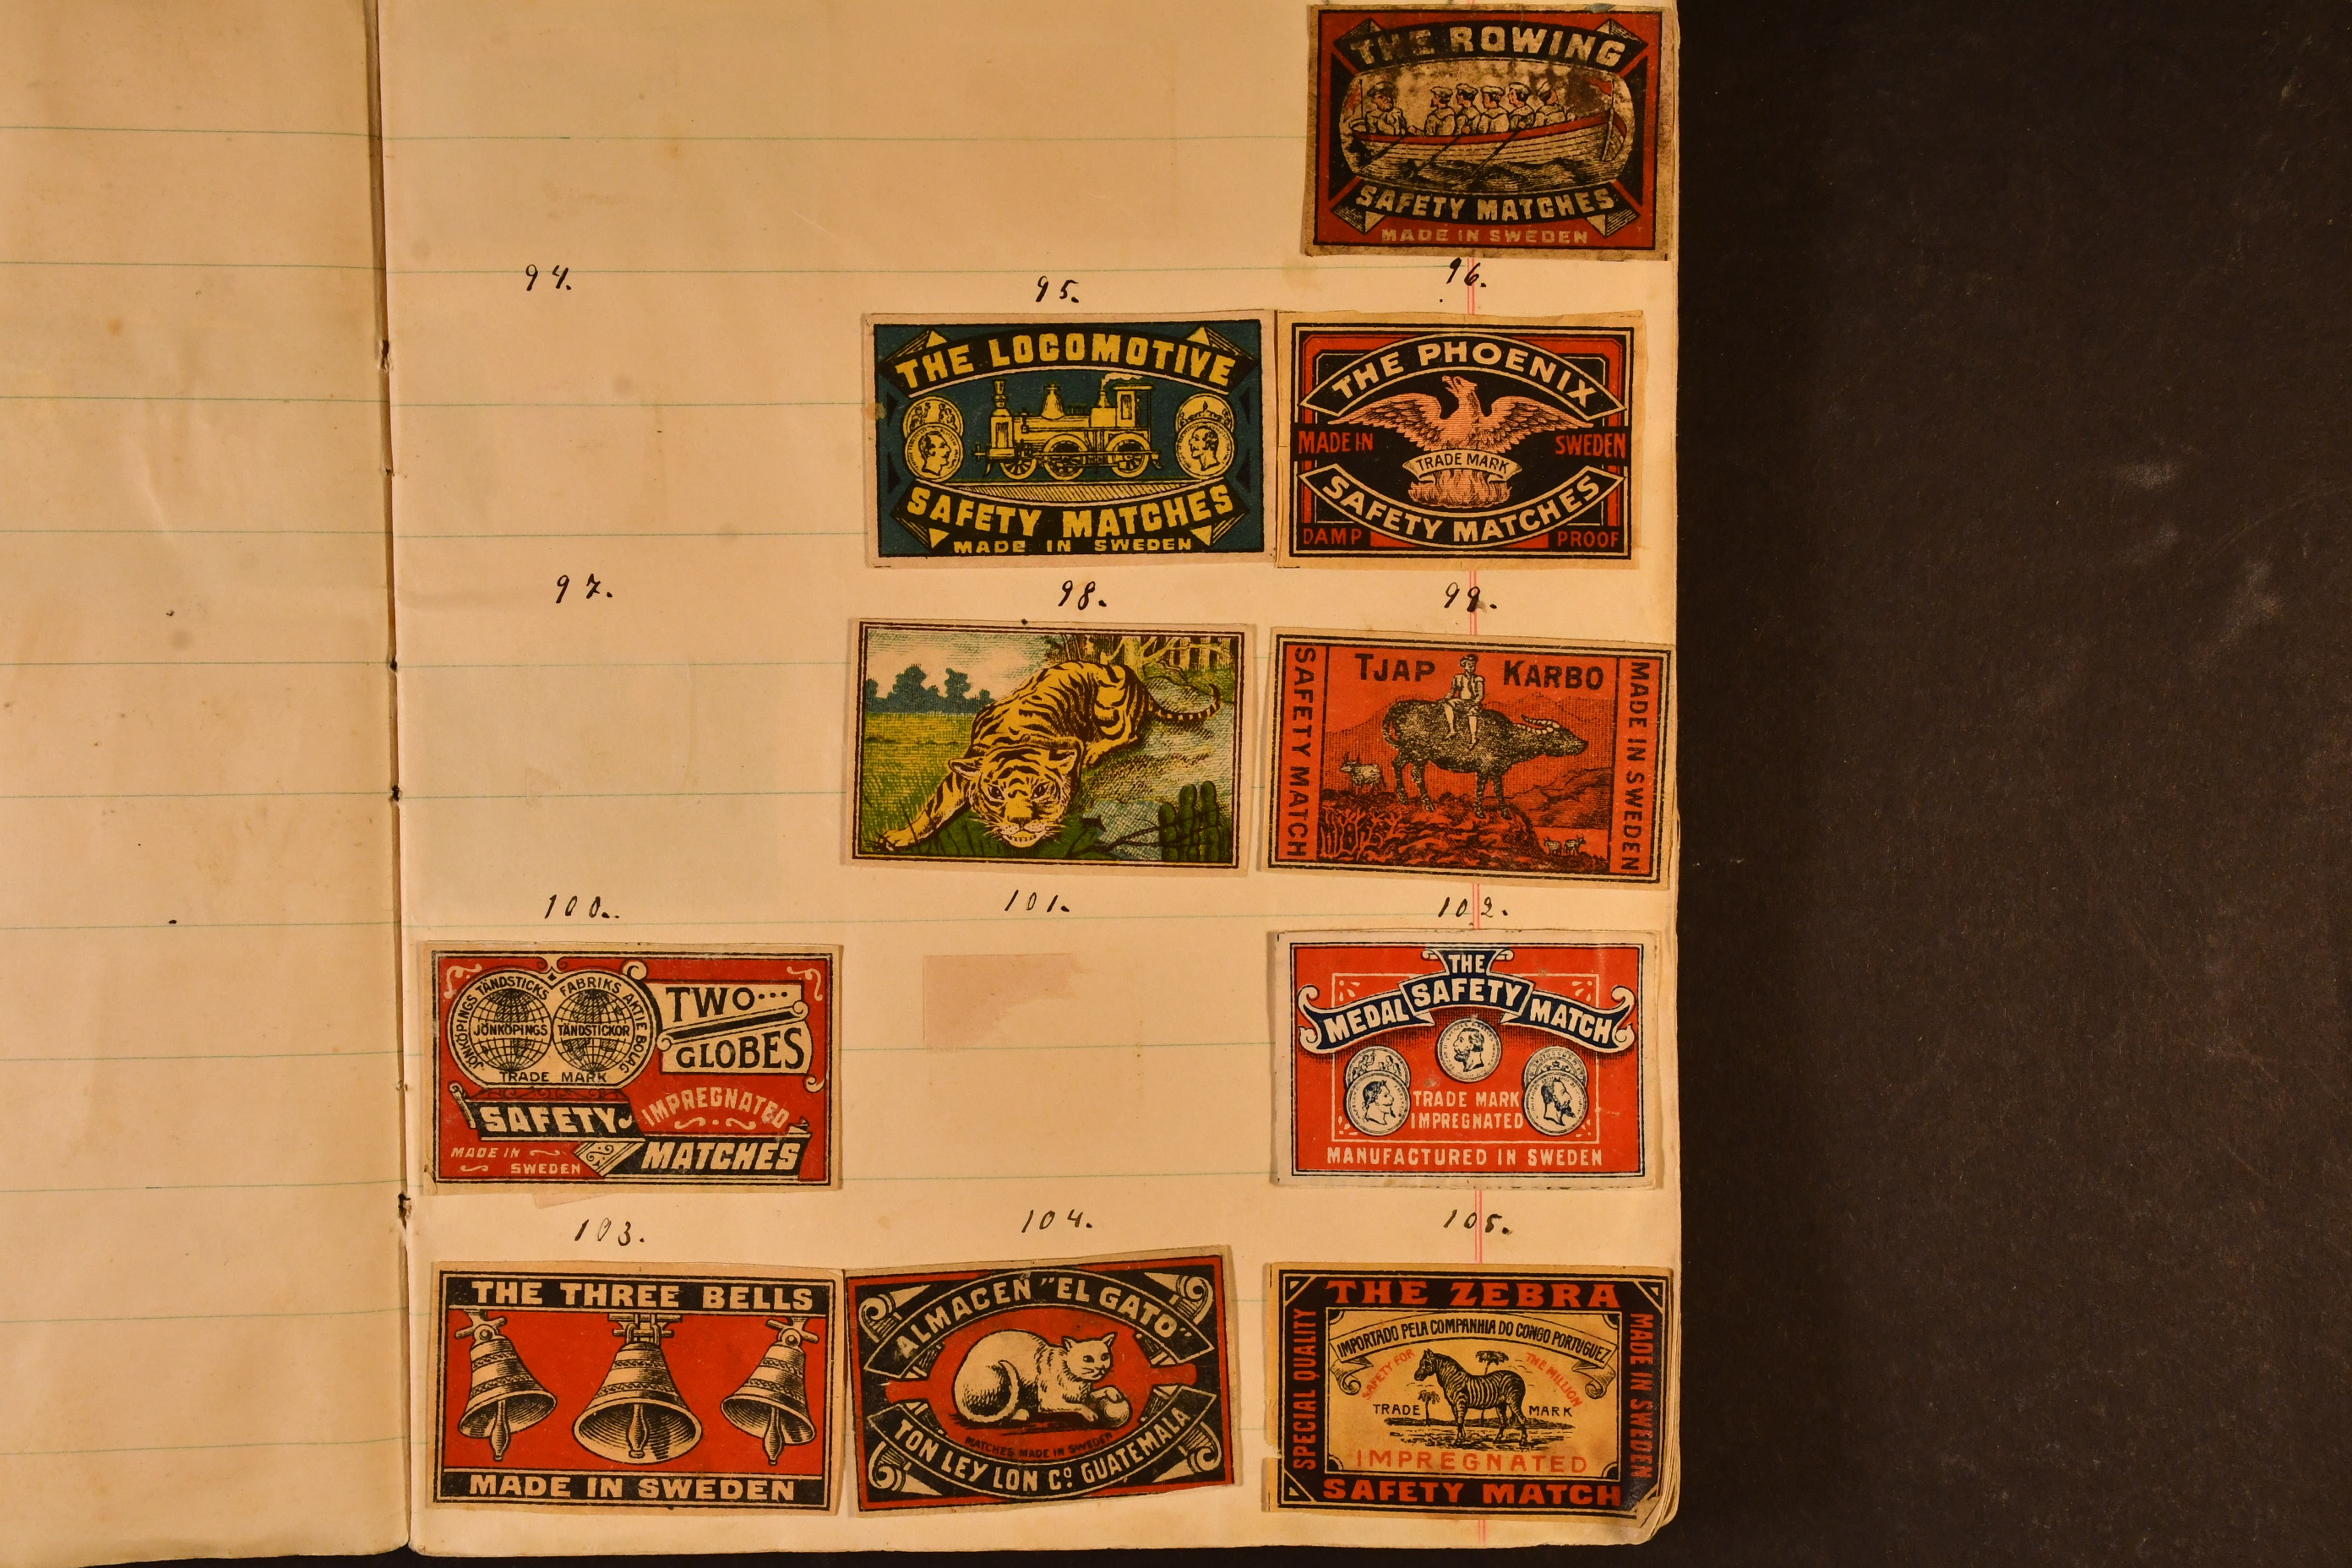 THE ROWING
SAFETY MATCHES
MADE IN SWEDEN
94.
95.
96.
THE LOCOMOTIVE
SAFETY MATCHES
MADE IN SWEDEN
THE PHOENIX
MADE IN SWEDEN
TRADE MARK
SAFETY MATCHES
DAMP PROOF
97.
98.
99.
SAFETY MATCH
TJAP KARBO
MADE IN SWEDEN
100.
101.
102.
JÖNKÖPINGS TÄNDSTICKS FABRIKS AKTIEBOLAG
JÖNKÖPINGS TÄNDSTICKOR
TRADE MARK
TWO
GLOBES
SAFETY
IMPREGNATED
MATCHES
MADE IN
SWEDEN
THE
MEDAL SAFETY MATCH
TRADE MARK
IMPREGNATED
MANUFACTURED IN SWEDEN
103.
104.
105.
THE THREE BELLS
MADE IN SWEDEN
ALMACEN "EL GATO"
MATCHES MADE IN SWEDEN
TON LEY LON Cº. GUATEMALA
THE ZEBRA
SPECIAL QUALITY
IMPORTADO PELA COMPANHIA DO CONGO PORTUGUEZ
SAFETY FOR THE MILLION
TRADE MARK
IMPREGNATED
SAFETY MATCH
MADE IN SWEDEN